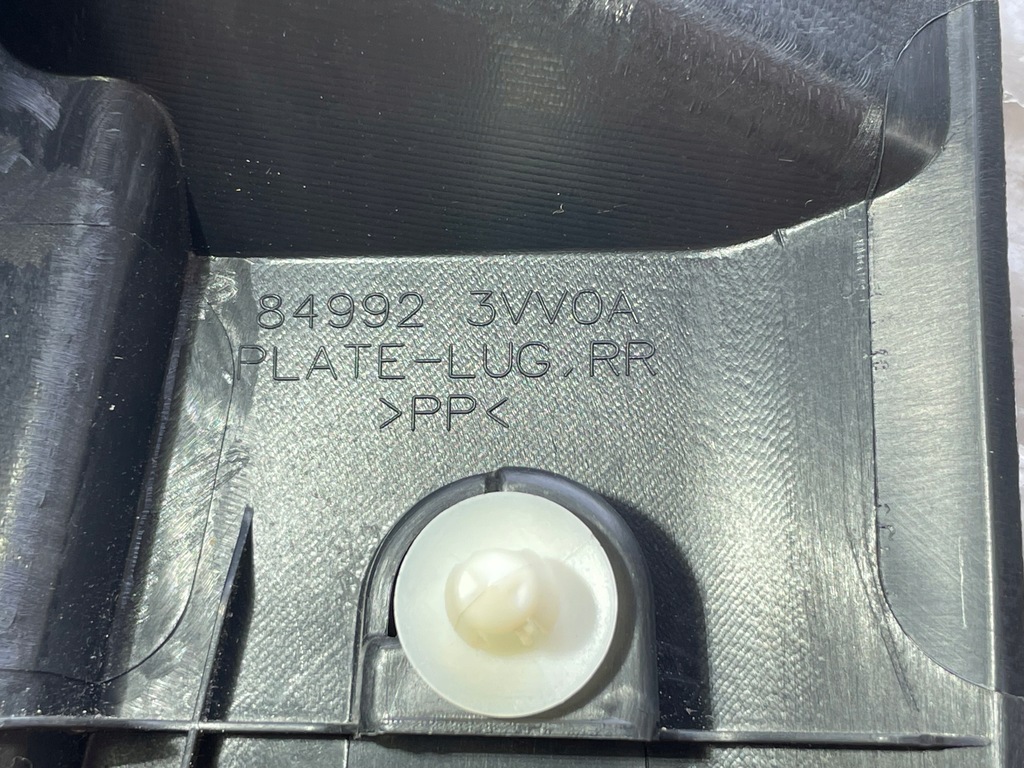 84992 3VV0A
PLATE-LUG,RR
>PP<